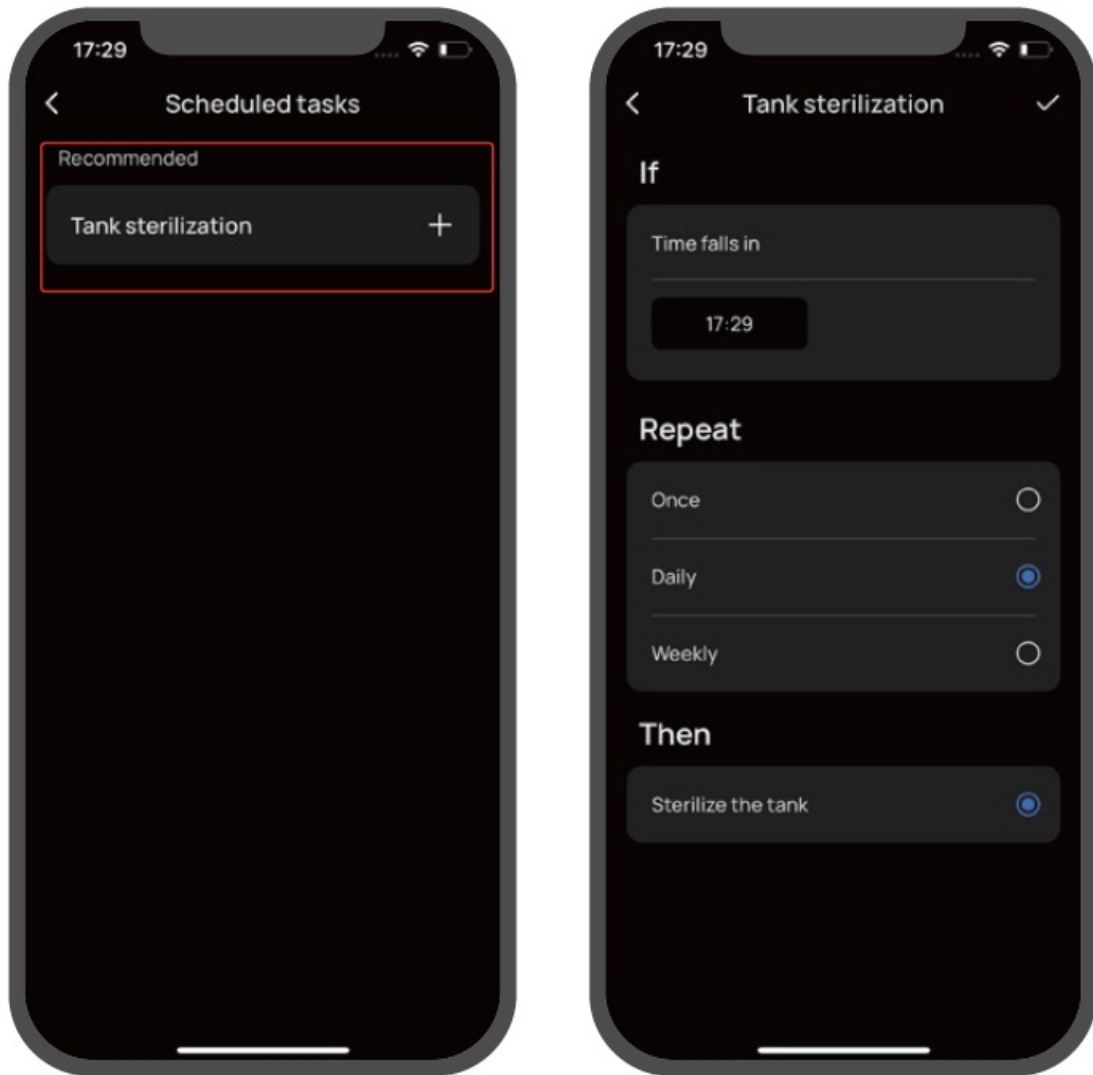 17:29
Scheduled tasks
Recommended
Tank sterilization
17:29
Tank sterilization
If
Time falls in
17:29
Repeat
Once
Daily
Weekly
Then
Sterilize the tank